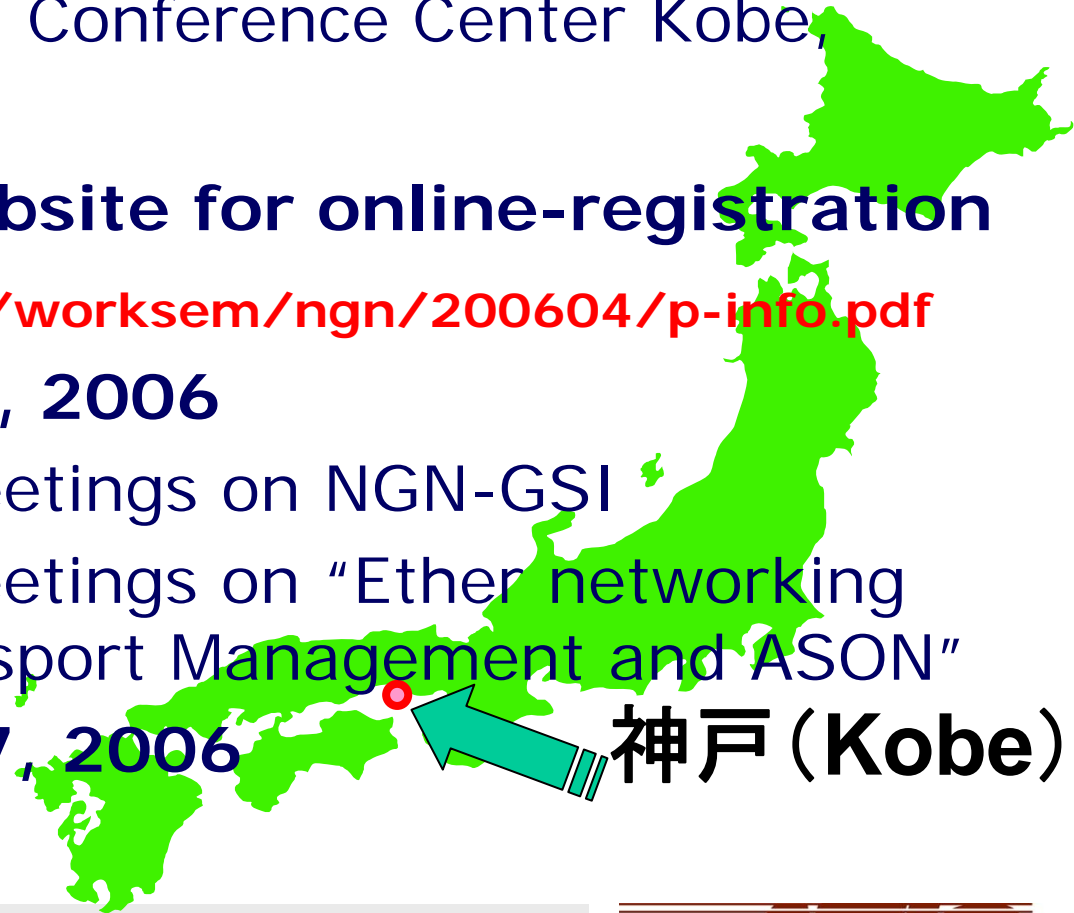 Conference Center Kobe,
bsite for online-registration
/worksem/ngn/200604/p-info.pdf
, 2006
etings on NGN-GSI
etings on “Ether networking
sport Management and ASON”
7, 2006
神戸（Kobe）